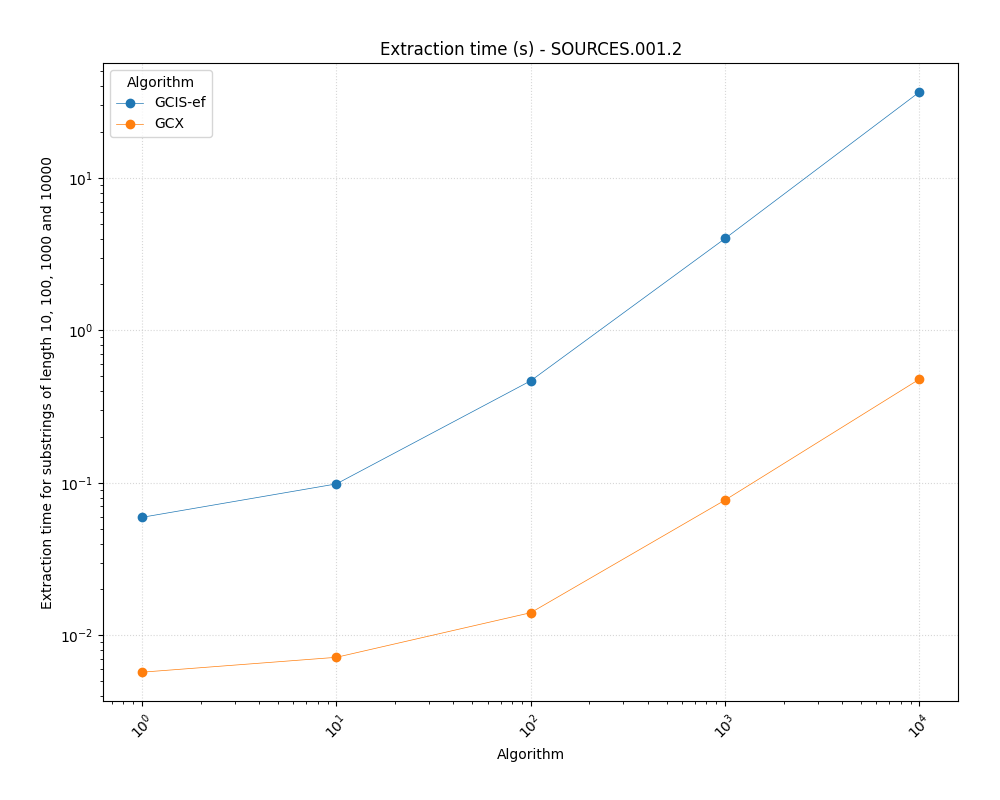 Extraction time (s) - SOURCES.001.2
Algorithm
GCIS-ef
GCX
Extraction time for substrings of length 10, 100, 1000 and 10000
10¹
10⁰
10⁻¹
10⁻²
10⁰ 10¹ 10² 10³ 10⁴
Algorithm